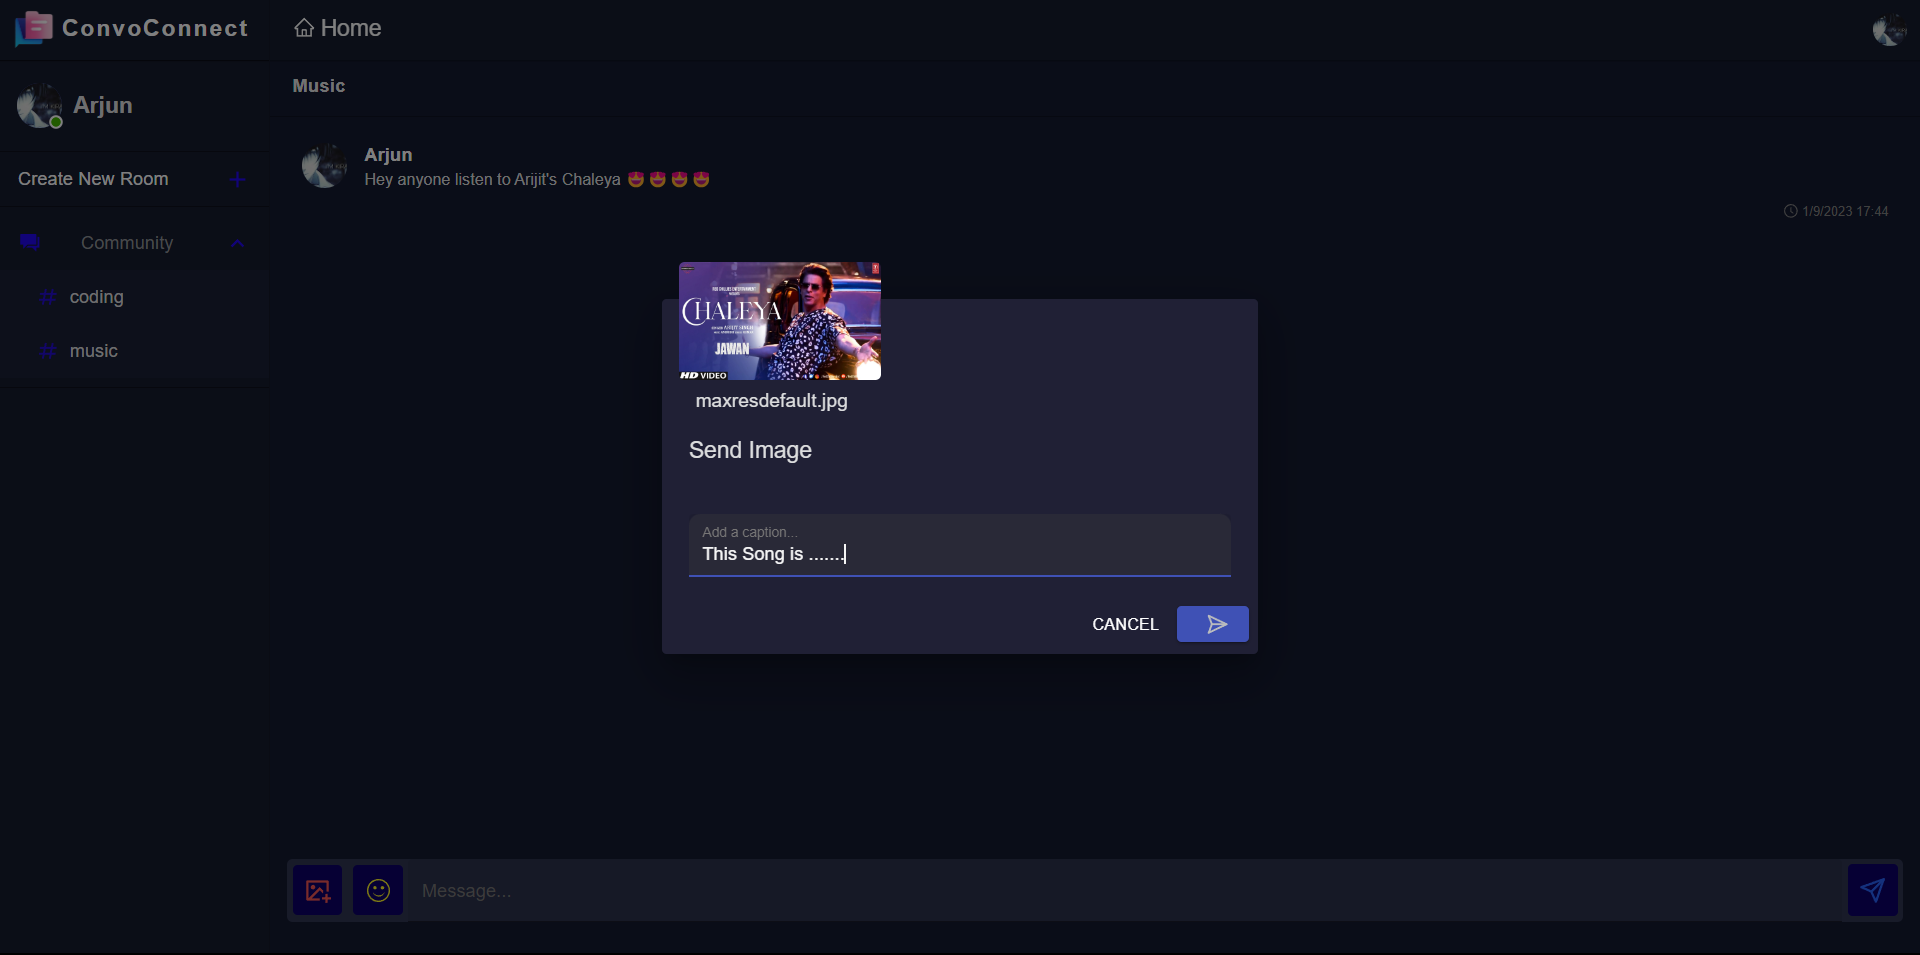 ConvoConnect
Home
Arjun
Create New Room
Community
# coding
# music
Music
Arjun
Hey anyone listen to Arijit's Chaleya 😍😍😍😍
1/9/2023 17:44
CHALEYA
JAWAN
HD VIDEO
maxresdefault.jpg
Send Image
Add a caption...
This Song is .......
CANCEL
Message...